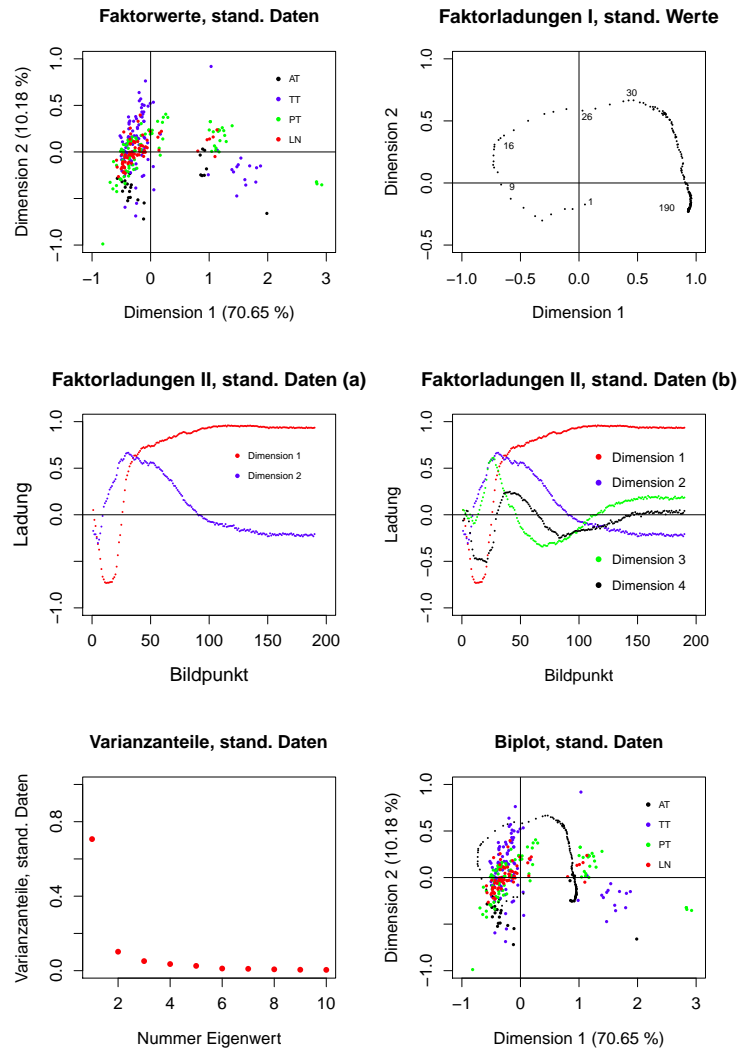 Faktorwerte, stand. Daten
Dimension 2 (10.18 %)
1.0
0.5
0.0
−1.0
AT
TT
PT
LN
−1 0 1 2 3
Dimension 1 (70.65 %)
Faktorladungen I, stand. Werte
Dinension 2
1.0
0.5
0.0
−0.5
30
26
16
9
1
190
−1.0 −0.5 0.0 0.5 1.0
Dimension 1
Faktorladungen II, stand. Daten (a)
Ladung
1.0
0.0
−1.0
Dimension 1
Dimension 2
0 50 100 150 200
Bildpunkt
Faktorladungen II, stand. Daten (b)
Ladung
1.0
0.5
0.0
−0.5
−1.0
Dimension 1
Dimension 2
Dimension 3
Dimension 4
0 50 100 150 200
Bildpunkt
Varianzanteile, stand. Daten
Varianzanteile, stand. Daten
0.8
0.4
0.0
2 4 6 8 10
Nummer Eigenwert
Biplot, stand. Daten
Dimension 2 (10.18 %)
1.0
0.5
0.0
−1.0
AT
TT
PT
LN
−1 0 1 2 3
Dimension 1 (70.65 %)